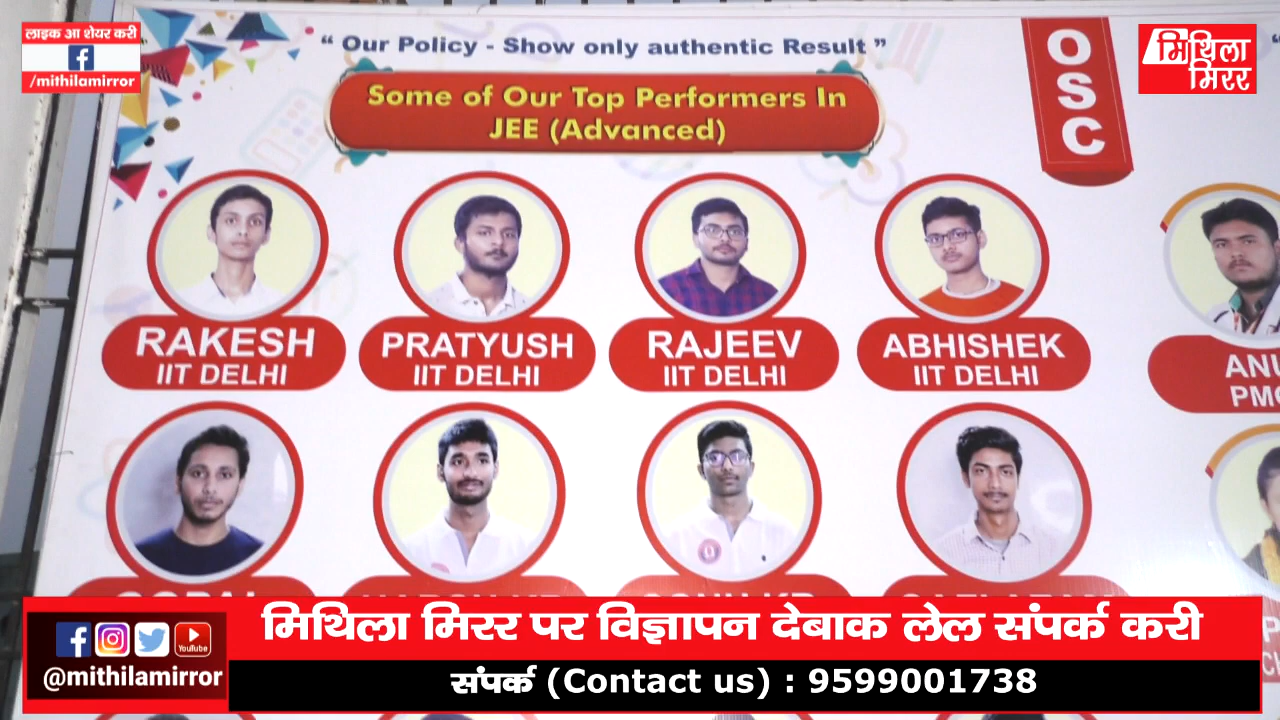 लाइक आ शेयर करी
f
/mithilamirror
“ Our Policy - Show only authentic Result ”
Some of Our Top Performers In
JEE (Advanced)
OSC
मिथिला
मिरर
RAKESH
IIT DELHI
PRATYUSH
IIT DELHI
RAJEEV
IIT DELHI
ABHISHEK
IIT DELHI
मिथिला मिरर पर विज्ञापन देबाक लेल संपर्क करी
YouTube
@mithilamirror
संपर्क (Contact us) : 9599001738